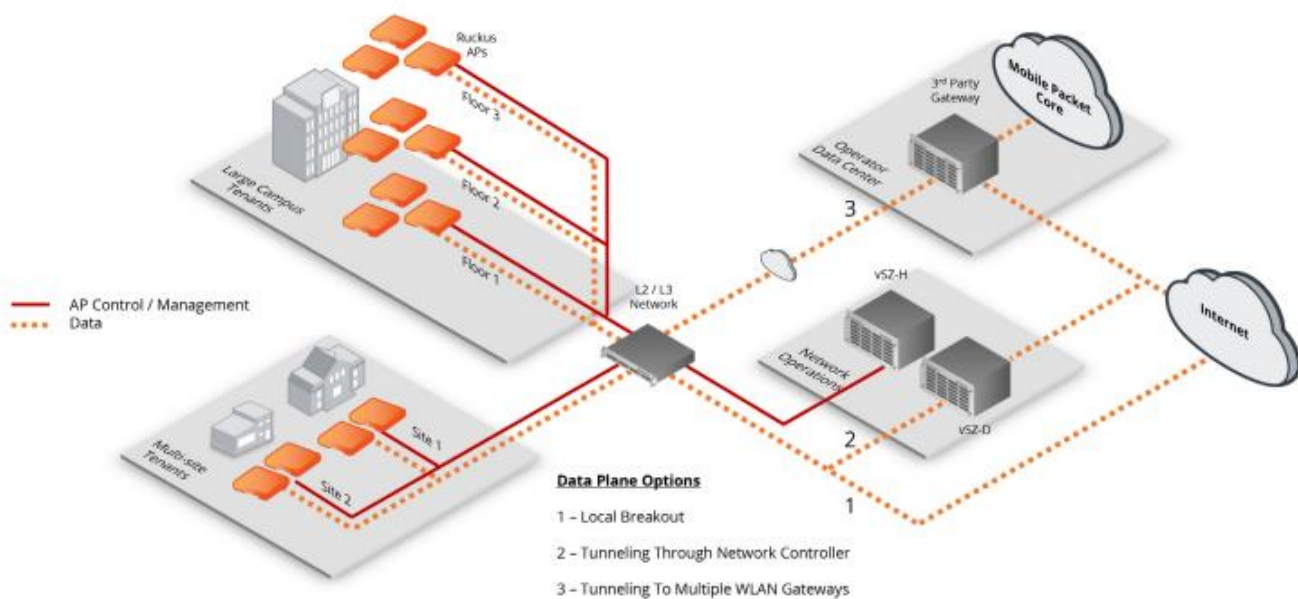 Ruckus
APs
Floor 3
Floor 2
Floor 1
Large Campus
Tenants
3rd Party
Gateway
Mobile Packet
Core
Operator
Data Center
3
L2 / L3
Network
vSZ-H
Network
Operations
vSZ-D
Internet
AP Control / Management
Data
Site 1
Site 2
Multi-site
Tenants
2
1
Data Plane Options
1 – Local Breakout
2 – Tunneling Through Network Controller
3 – Tunneling To Multiple WLAN Gateways